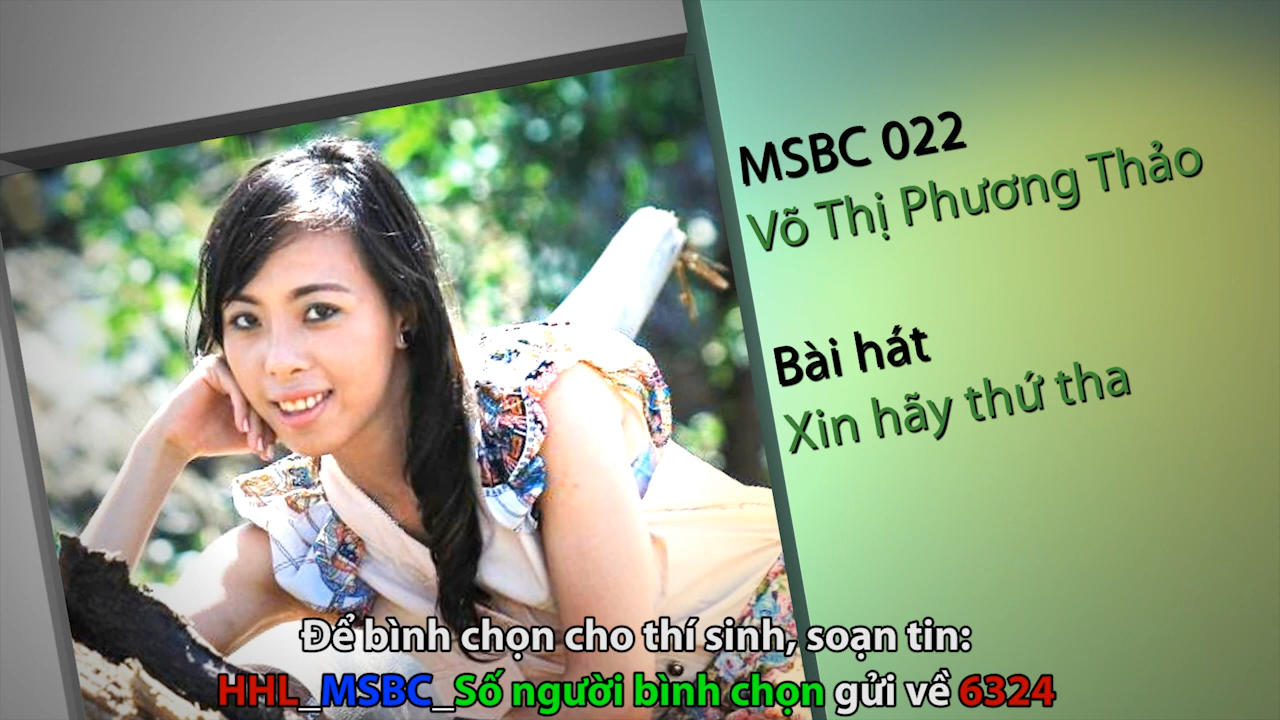 MSBC 022
Võ Thị Phương Thảo
Bài hát
Xin hãy thứ tha
Để bình chọn cho thí sinh, soạn tin:
HHL_MSBC_Số người bình chọn gửi về 6324